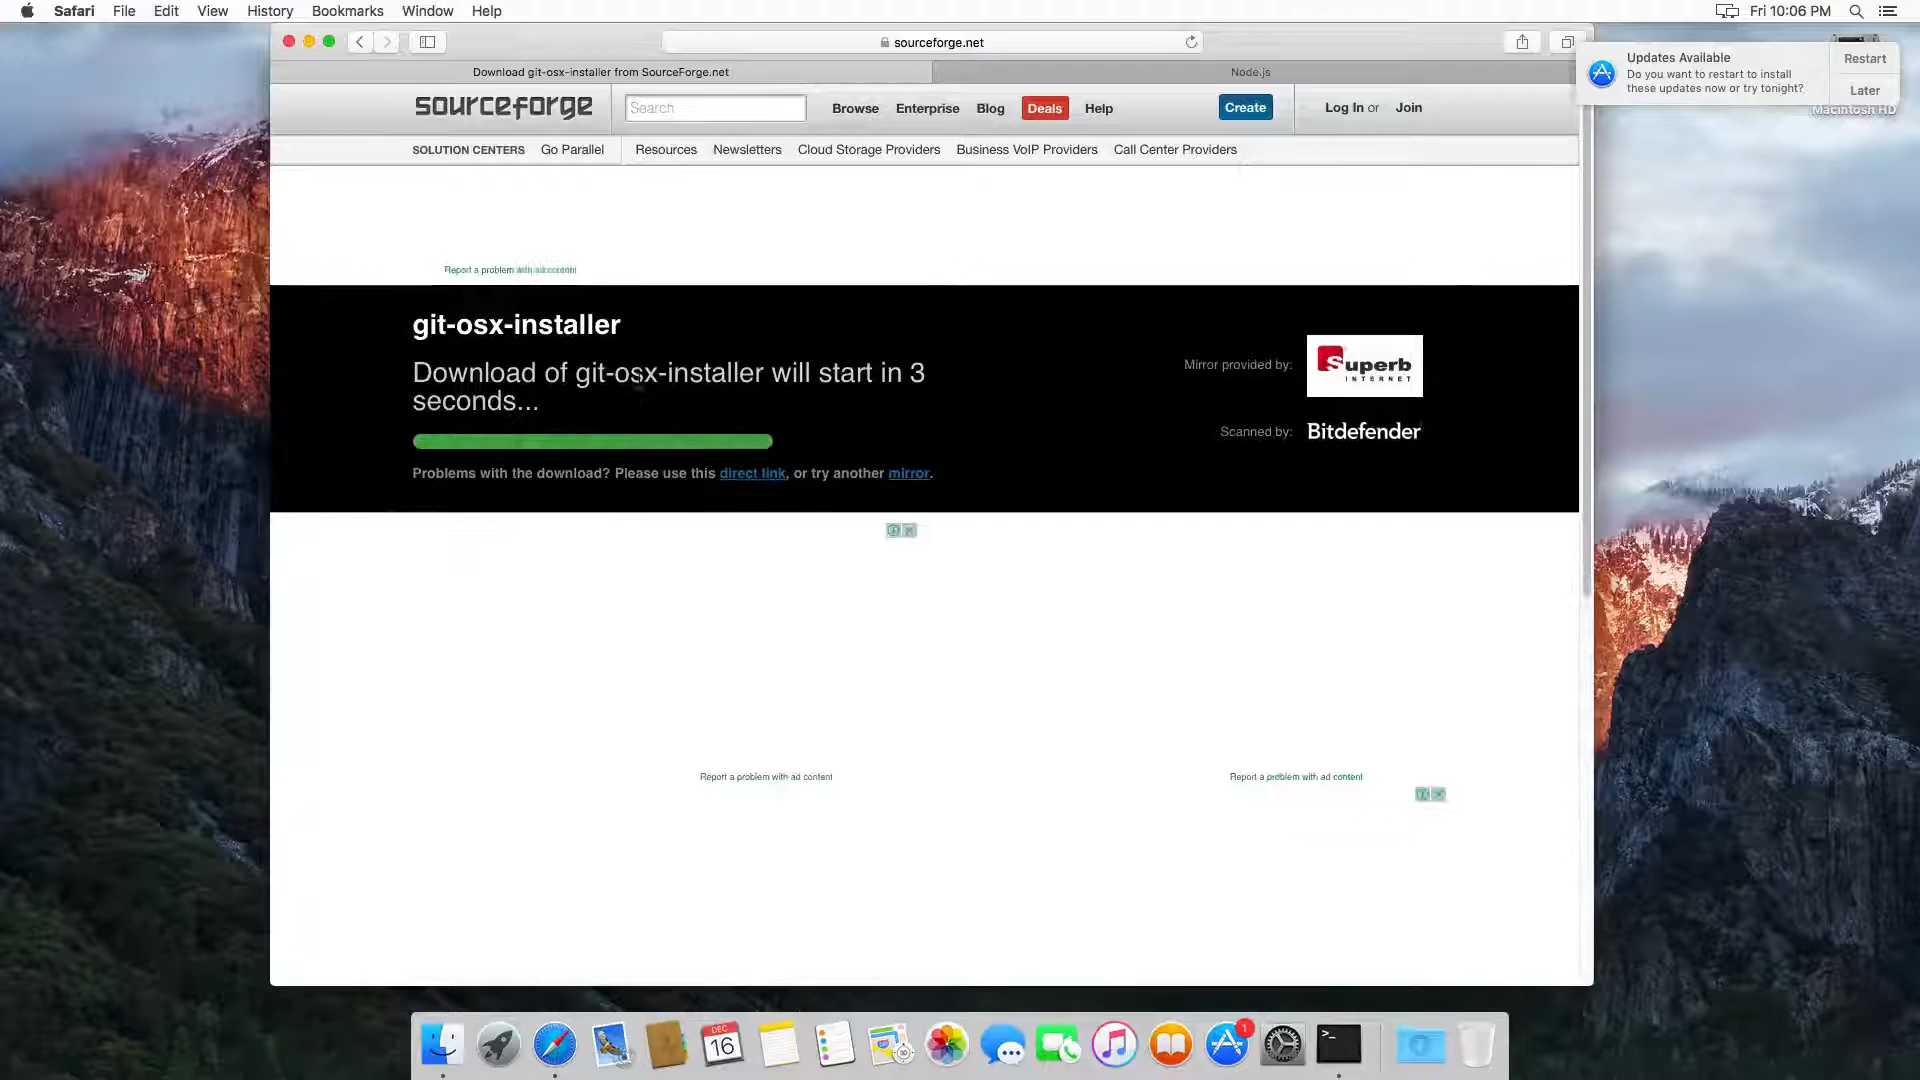 Safari File Edit View History Bookmarks Window Help Fri 10:06 PM
sourceforge.net
Updates Available
Do you want to restart to install
these updates now or try tonight?
Restart
Later
Macintosh HD
Download git-osx-installer from SourceForge.net Node.js
sourceforge Search Browse Enterprise Blog Deals Help Create Log In or Join
SOLUTION CENTERS Go Parallel Resources Newsletters Cloud Storage Providers Business VoIP Providers Call Center Providers
Report a problem with ad content
git-osx-installer
Download of git-osx-installer will start in 3
seconds...
Problems with the download? Please use this direct link, or try another mirror.
Mirror provided by: Superb
INTERNET
Scanned by: Bitdefender
Report a problem with ad content Report a problem with ad content
DEC
16
1
>_